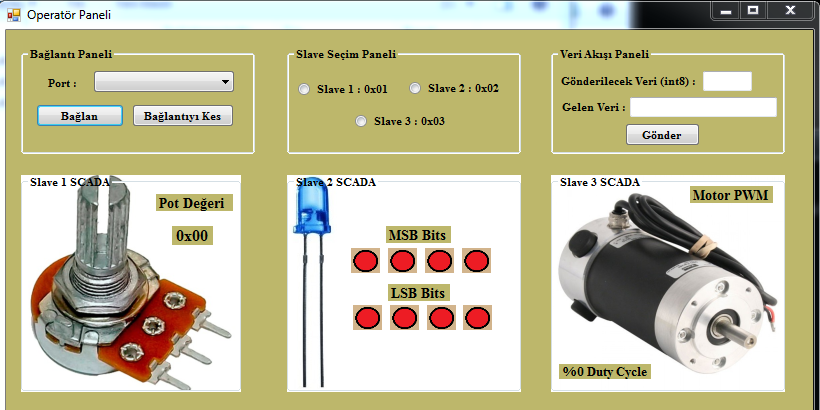 Operatör Paneli
Bağlantı Paneli
Port :
Bağlan
Bağlantıyı Kes
Slave Seçim Paneli
Slave 1 : 0x01
Slave 2 : 0x02
Slave 3 : 0x03
Veri Akışı Paneli
Gönderilecek Veri (int8) :
Gelen Veri :
Gönder
Slave 1 SCADA
Pot Değeri
0x00
Slave 2 SCADA
MSB Bits
LSB Bits
Slave 3 SCADA
Motor PWM
%0 Duty Cycle